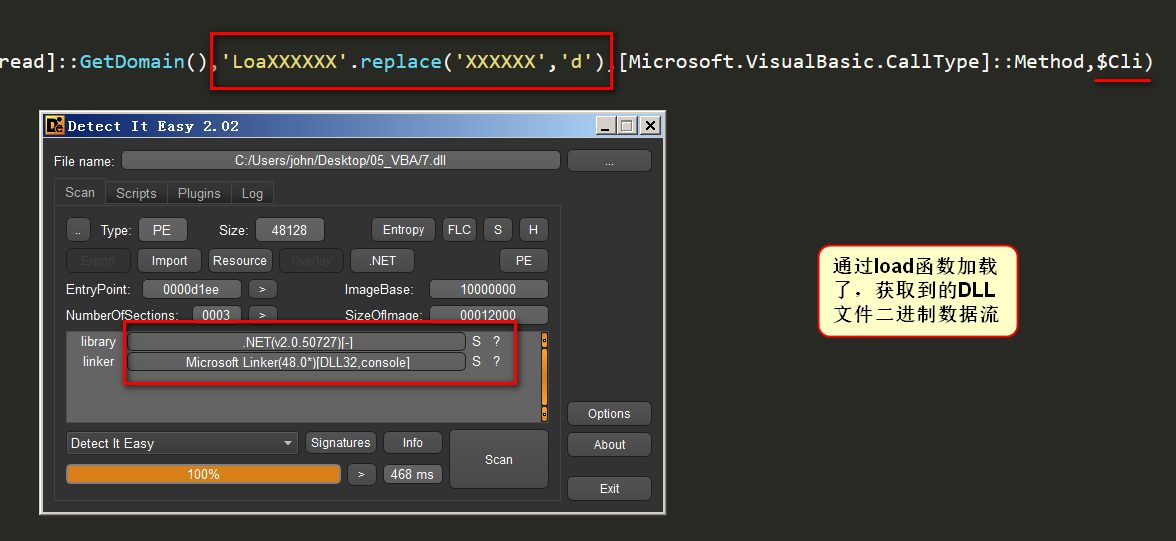 read]::GetDomain(),'LoaXXXXXX'.replace('XXXXXX','d'),[Microsoft.VisualBasic.CallType]::Method,$Cli)
Detect It Easy 2.02
File name: C:/Users/john/Desktop/05_VBA/7.dll ...
Scan Scripts Plugins Log
.. Type: PE Size: 48128 Entropy FLC S H
Export Import Resource Overlay .NET PE
EntryPoint: 0000d1ee > ImageBase: 10000000
NumberOfSections: 0003 > SizeOfImage: 00012000
library .NET(v2.0.50727)[-] S ?
linker Microsoft Linker(48.0*)[DLL32,console] S ?
Options
Detect It Easy Signatures Info Scan About
100% > 468 ms
Exit
通过load函数加载
了，获取到的DLL
文件二进制数据流